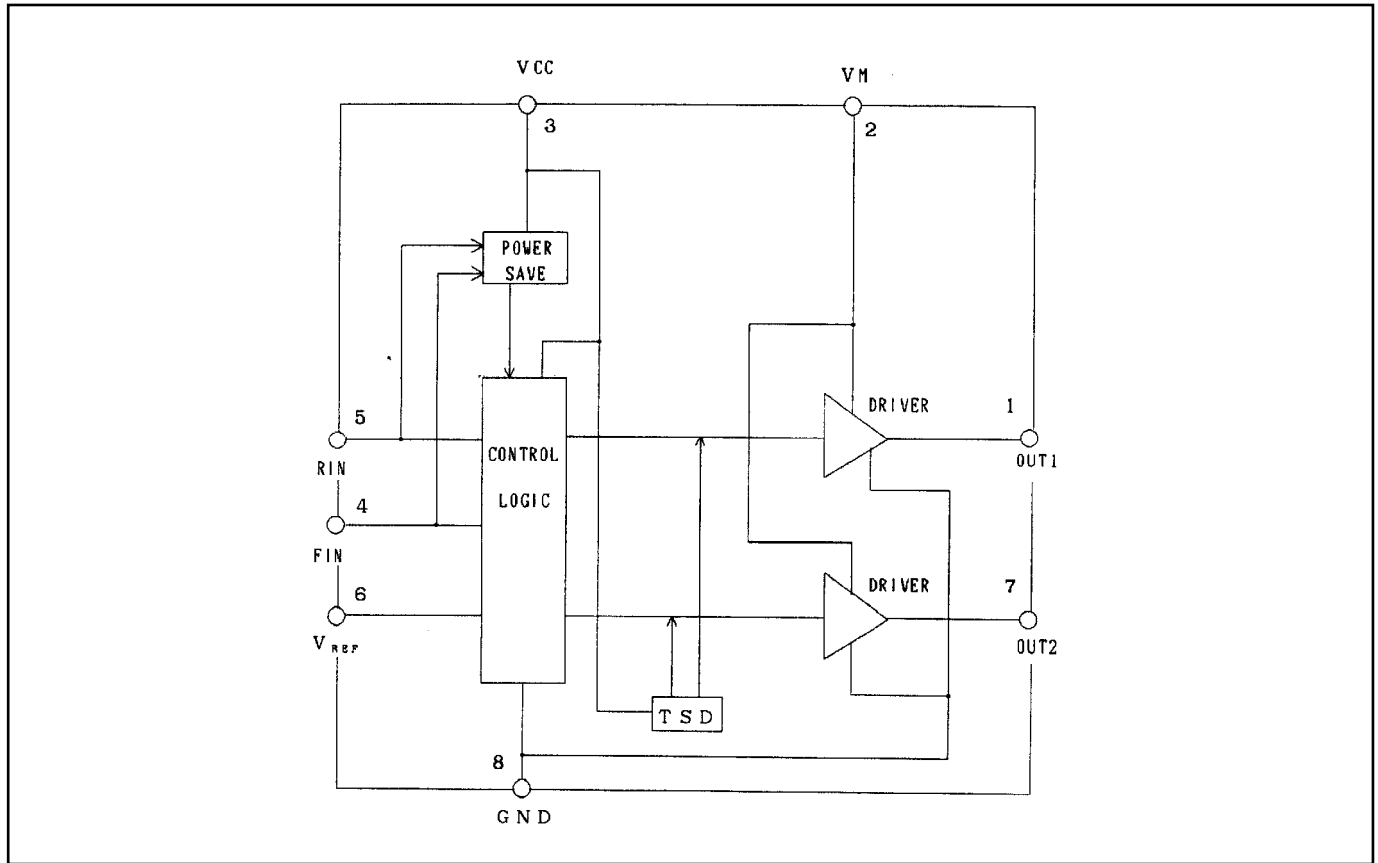 VCC
VM
3
2
POWER
SAVE
5
RIN
4
FIN
6
VREF
CONTROL
LOGIC
DRIVER
1
OUT1
DRIVER
7
OUT2
TSD
8
GND